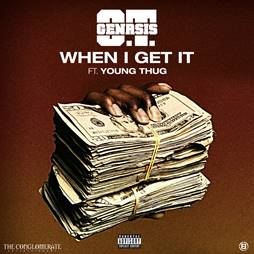 O.T.
GENASIS
WHEN I GET IT
FT. YOUNG THUG
THE CONGLOMERATE
PARENTAL
ADVISORY
EXPLICIT CONTENT